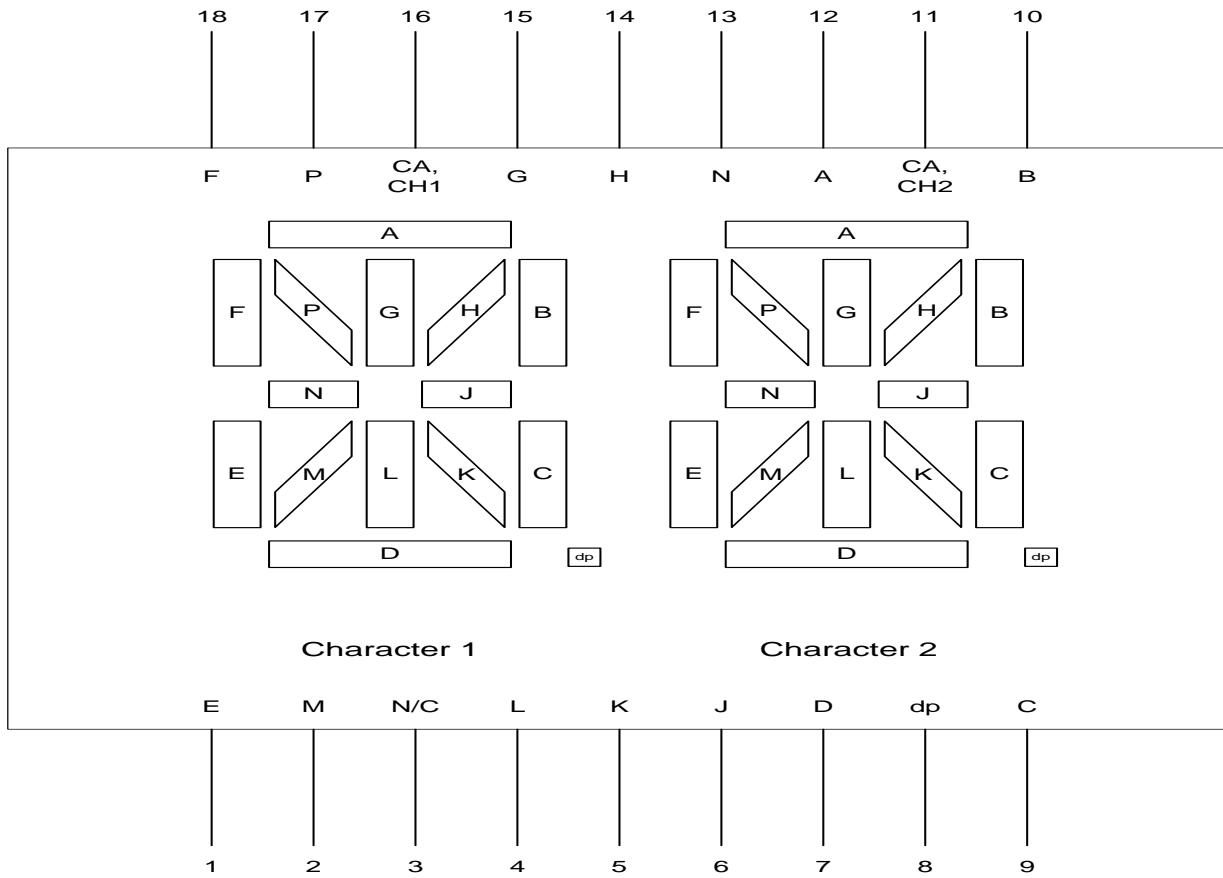 18 17 16 15 14 13 12 11 10
F P CA, CH1 G H N A CA, CH2 B
A A
F P G H B F P G H B
N J N J
E M L K C E M L K C
D dp D dp
Character 1 Character 2
E M N/C L K J D dp C
1 2 3 4 5 6 7 8 9